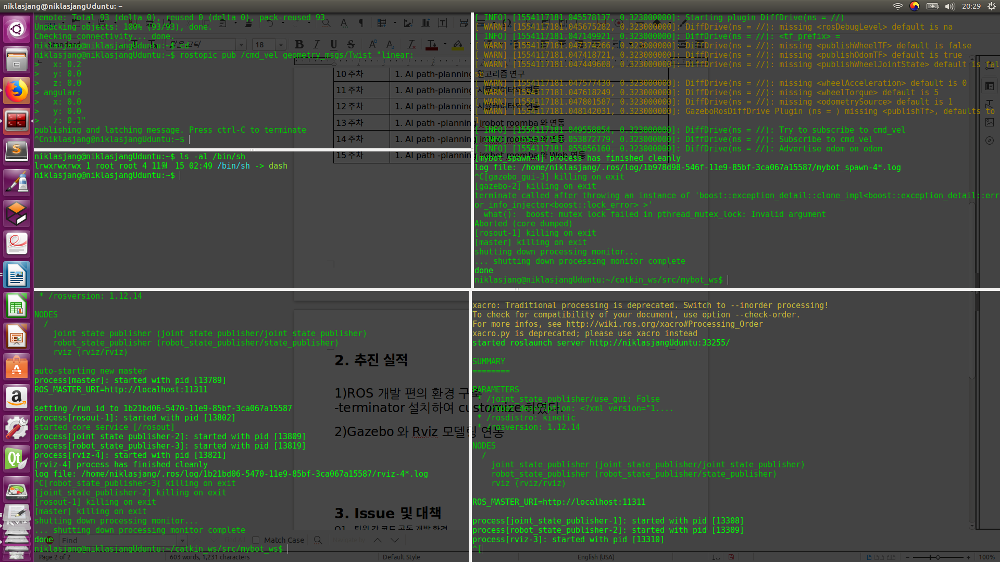 niklasjang@niklasjangUduntu: ~
20:29
remote: Total 93 (delta 0), reused 0 (delta 0), pack-reused 93
Unpacking objects: 100% (93/93), done.
Checking connectivity... done.
niklasjang@niklasjangUduntu:~$ cd
niklasjang@niklasjangUduntu:~$ rostopic pub /cmd_vel geometry_msgs/Twist "linear:
>   x: 0.2
>   y: 0.0
>   z: 0.0
> angular:
>   x: 0.0
>   y: 0.0
>   z: 0.1"
publishing and latching message. Press ctrl-C to terminate
^Cniklasjang@niklasjangUduntu:~$
niklasjang@niklasjangUduntu:~$ ls -al /bin/sh
lrwxrwxrwx 1 root root 4 11월  15 02:49 /bin/sh -> dash
niklasjang@niklasjangUduntu:~$
[ INFO] [1554117181.045578137, 0.323000000]: Starting plugin DiffDrive(ns = //)
[ WARN] [1554117181.045675282, 0.323000000]: DiffDrive(ns = //): missing <rosDebugLevel> default is na
[ INFO] [1554117181.047149921, 0.323000000]: DiffDrive(ns = //): <tf_prefix> =
[ WARN] [1554117181.047374266, 0.323000000]: DiffDrive(ns = //): missing <publishWheelTF> default is false
[ WARN] [1554117181.047418721, 0.323000000]: DiffDrive(ns = //): missing <publishOdomTF> default is true
[ WARN] [1554117181.047449608, 0.323000000]: DiffDrive(ns = //): missing <publishWheelJointState> default is fal
se
[ WARN] [1554117181.047577430, 0.323000000]: DiffDrive(ns = //): missing <wheelAcceleration> default is 0
[ WARN] [1554117181.047618249, 0.323000000]: DiffDrive(ns = //): missing <wheelTorque> default is 5
[ WARN] [1554117181.047801587, 0.323000000]: DiffDrive(ns = //): missing <odometrySource> default is 1
[ WARN] [1554117181.048142031, 0.323000000]: GazeboRosDiffDrive Plugin (ns = ) missing <publishTf>, defaults to
1
[ INFO] [1554117181.049558854, 0.323000000]: DiffDrive(ns = //): Try to subscribe to cmd_vel
[ INFO] [1554117181.053872779, 0.323000000]: DiffDrive(ns = //): Subscribe to cmd_vel
[ INFO] [1554117181.055056160, 0.323000000]: DiffDrive(ns = //): Advertise odom on odom
[mybot_spawn-4] process has finished cleanly
log file: /home/niklasjang/.ros/log/1b978d98-546f-11e9-85bf-3ca067a15587/mybot_spawn-4*.log
^C[gazebo_gui-3] killing on exit
[gazebo-2] killing on exit
terminate called after throwing an instance of 'boost::exception_detail::clone_impl<boost::exception_detail::err
or_info_injector<boost::lock_error> >'
  what():  boost: mutex lock failed in pthread_mutex_lock: Invalid argument
Aborted (core dumped)
[rosout-1] killing on exit
[master] killing on exit
shutting down processing monitor...
... shutting down processing monitor complete
done
niklasjang@niklasjangUduntu:~/catkin_ws/src/mybot_ws$
 * /rosversion: 1.12.14
NODES
  /
    joint_state_publisher (joint_state_publisher/joint_state_publisher)
    robot_state_publisher (robot_state_publisher/state_publisher)
    rviz (rviz/rviz)
auto-starting new master
process[master]: started with pid [13789]
ROS_MASTER_URI=http://localhost:11311
setting /run_id to 1b21bd06-5470-11e9-85bf-3ca067a15587
process[rosout-1]: started with pid [13802]
started core service [/rosout]
process[joint_state_publisher-2]: started with pid [13809]
process[robot_state_publisher-3]: started with pid [13819]
process[rviz-4]: started with pid [13821]
[rviz-4] process has finished cleanly
log file: /home/niklasjang/.ros/log/1b21bd06-5470-11e9-85bf-3ca067a15587/rviz-4*.log
^C[robot_state_publisher-3] killing on exit
[joint_state_publisher-2] killing on exit
[rosout-1] killing on exit
[master] killing on exit
shutting down processing monitor...
... shutting down processing monitor complete
done
niklasjang@niklasjangUduntu:~/catkin_ws/src/mybot_ws$
xacro: Traditional processing is deprecated. Switch to --inorder processing!
To check for compatibility of your document, use option --check-order.
For more infos, see http://wiki.ros.org/xacro#Processing_Order
xacro.py is deprecated; please use xacro instead
started roslaunch server http://niklasjangUduntu:33255/
SUMMARY
========
PARAMETERS
 * /joint_state_publisher/use_gui: False
 * /robot_description: <?xml version="1....
 * /rosdistro: kinetic
 * /rosversion: 1.12.14
NODES
  /
    joint_state_publisher (joint_state_publisher/joint_state_publisher)
    robot_state_publisher (robot_state_publisher/state_publisher)
    rviz (rviz/rviz)
ROS_MASTER_URI=http://localhost:11311
process[joint_state_publisher-1]: started with pid [13308]
process[robot_state_publisher-2]: started with pid [13309]
process[rviz-3]: started with pid [13310]
^[
맑은고딕
18
10 주차 1. AI path-planning 알고리즘 연구
11 주차 1. AI path-planning 시뮬레이터와 연동
12 주차 1. AI path-planning 시뮬레이터와 연동
13 주차 1. AI path -planning irobot roomba 와 연동
14 주차 1. AI path -planning irobot roomba 와 연동
15 주차 1. AI path -planning irobot roomba 와 Web 연동
2. 추진 실적
1)ROS 개발 편의 환경 구축
-terminator 설치하여 customize 하였다.
2)Gazebo 와 Rviz 모델링 연동
3. Issue 및 대책
Q1. 팀원 간 코드 공동 개발 환경
Find
Match Case
Page 2 of 2
603 words, 1,231 characters
Default Style
English (USA)
100%